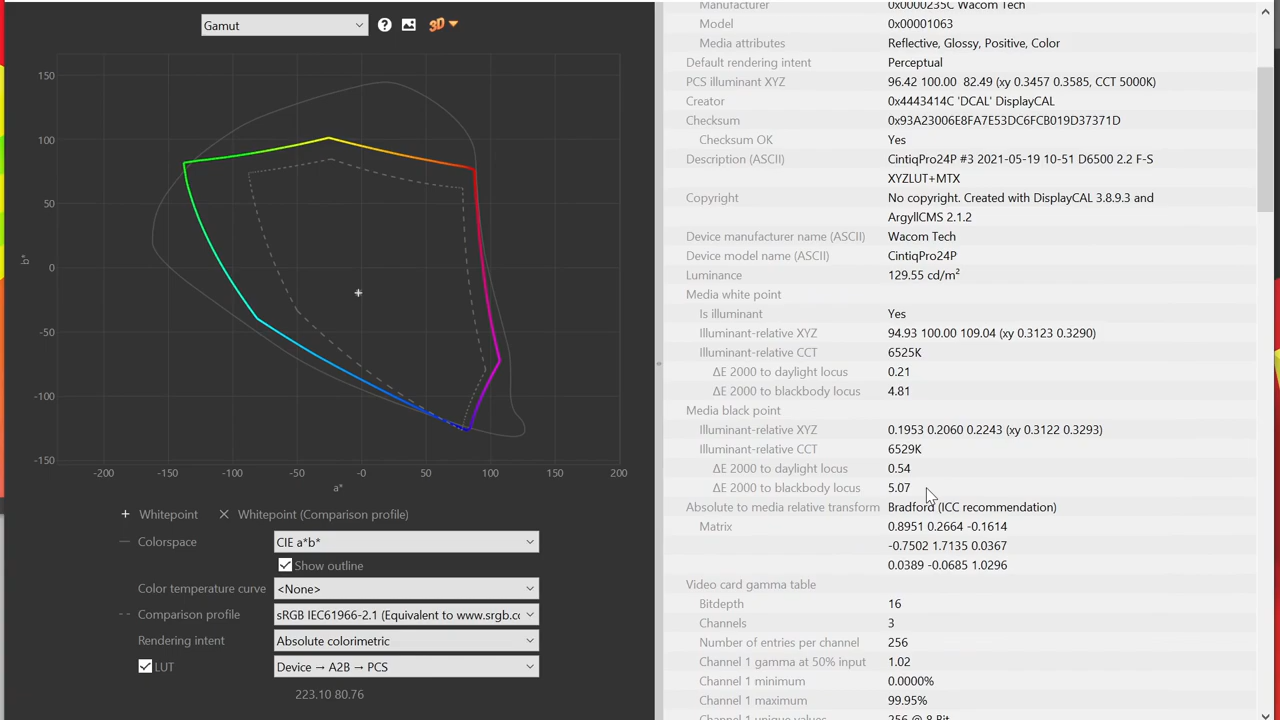 Gamut
?
3D
150
100
50
0
-50
-100
-150
b*
-200
-150
-100
-50
-0
50
100
150
200
a*
Whitepoint
Whitepoint (Comparison profile)
Colorspace
CIE a*b*
Show outline
Color temperature curve
<None>
Comparison profile
sRGB IEC61966-2.1 (Equivalent to www.srgb.co
Rendering intent
Absolute colorimetric
LUT
Device → A2B → PCS
223.10 80.76
Manufacturer 0x0000235C Wacom Tech
Model 0x00001063
Media attributes Reflective, Glossy, Positive, Color
Default rendering intent Perceptual
PCS illuminant XYZ 96.42 100.00 82.49 (xy 0.3457 0.3585, CCT 5000K)
Creator 0x4443414C 'DCAL' DisplayCAL
Checksum 0x93A23006E8FA7E53DC6FCB019D37371D
Checksum OK Yes
Description (ASCII) CintiqPro24P #3 2021-05-19 10-51 D6500 2.2 F-S
XYZLUT+MTX
Copyright No copyright. Created with DisplayCAL 3.8.9.3 and
ArgyllCMS 2.1.2
Device manufacturer name (ASCII) Wacom Tech
Device model name (ASCII) CintiqPro24P
Luminance 129.55 cd/m²
Media white point
Is illuminant Yes
Illuminant-relative XYZ 94.93 100.00 109.04 (xy 0.3123 0.3290)
Illuminant-relative CCT 6525K
ΔE 2000 to daylight locus 0.21
ΔE 2000 to blackbody locus 4.81
Media black point
Illuminant-relative XYZ 0.1953 0.2060 0.2243 (xy 0.3122 0.3293)
Illuminant-relative CCT 6529K
ΔE 2000 to daylight locus 0.54
ΔE 2000 to blackbody locus 5.07
Absolute to media relative transform Bradford (ICC recommendation)
Matrix 0.8951 0.2664 -0.1614
-0.7502 1.7135 0.0367
0.0389 -0.0685 1.0296
Video card gamma table
Bitdepth 16
Channels 3
Number of entries per channel 256
Channel 1 gamma at 50% input 1.02
Channel 1 minimum 0.0000%
Channel 1 maximum 99.95%
Channel 1 unique values 256 @ 8 Bit